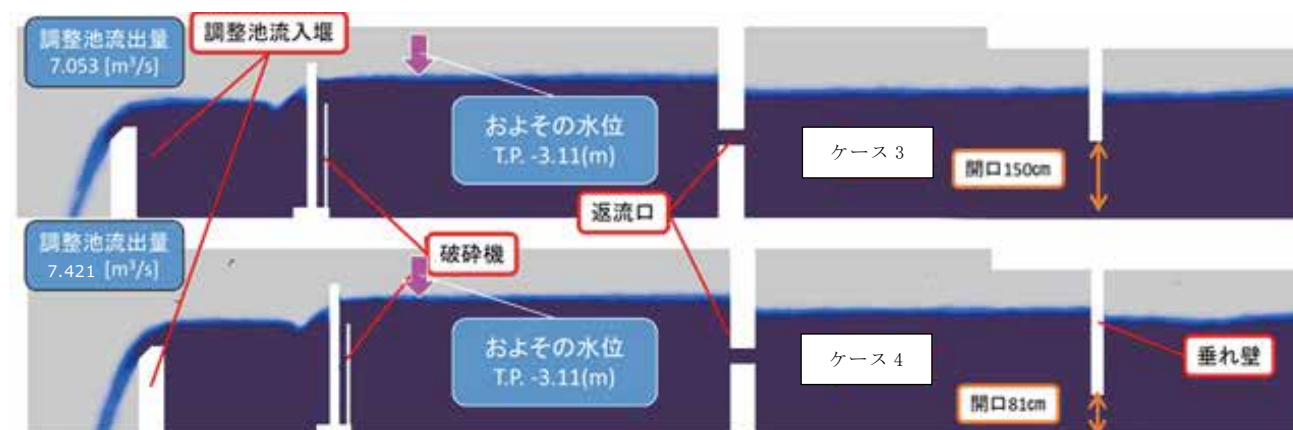 調整池流出量
7.053 [m³/s]
調整池流入堰
およその水位
T.P. -3.11(m)
ケース3
開口150㎝
返流口
調整池流出量
7.421 [m³/s]
破砕機
およその水位
T.P. -3.11(m)
ケース4
垂れ壁
開口81㎝